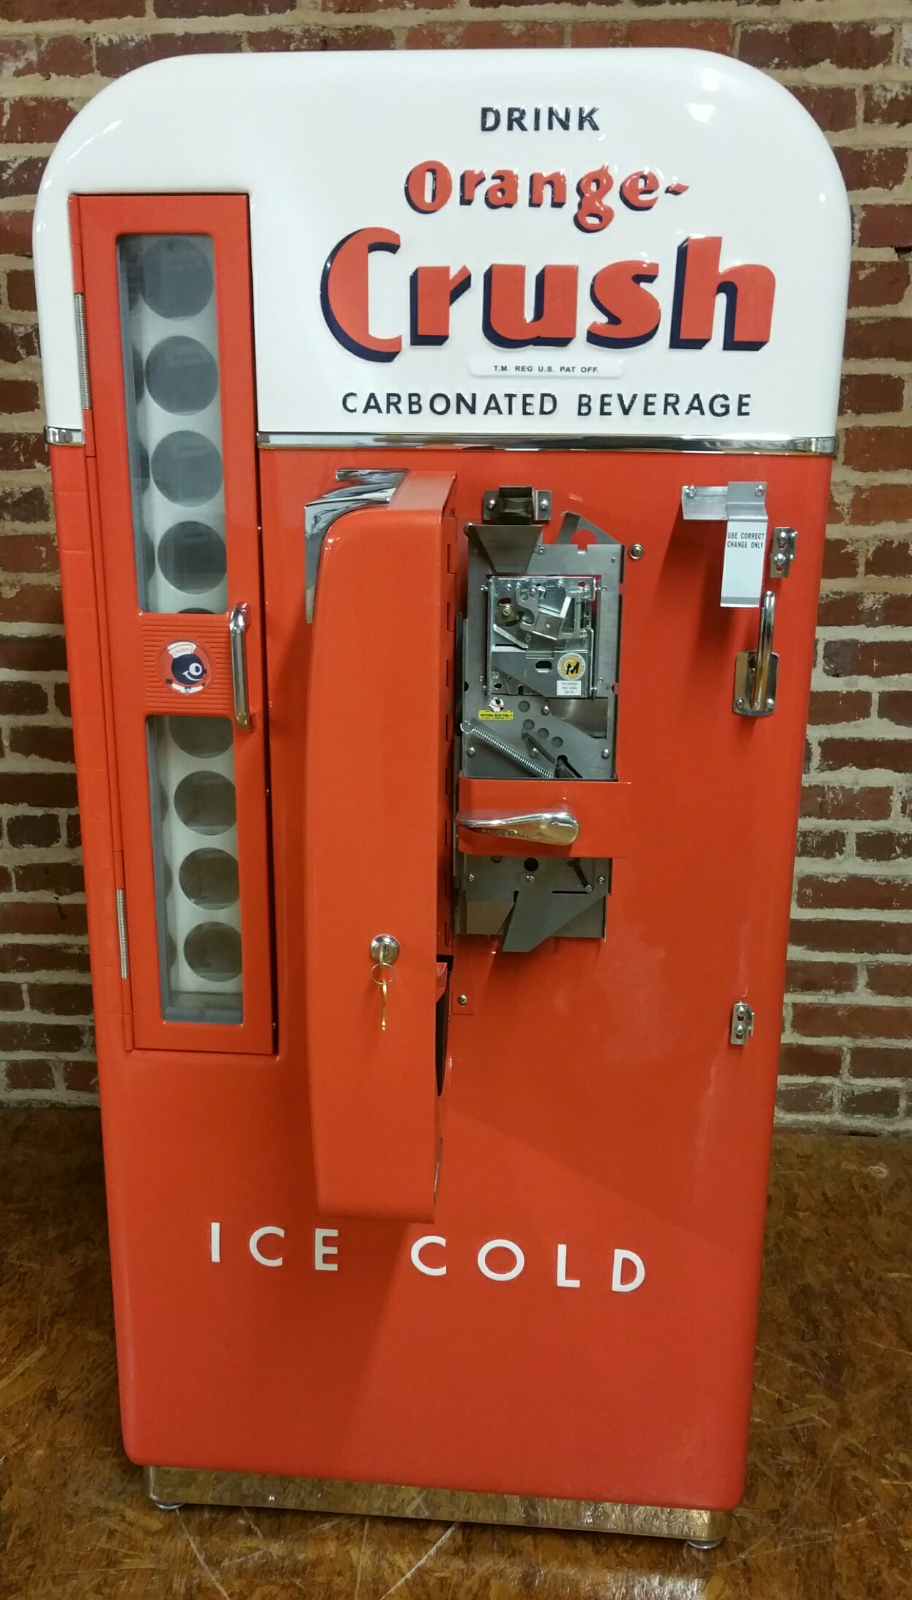 DRINK
Orange-
Crush
T.M. REG U.S. PAT OFF.
CARBONATED BEVERAGE
USE CORRECT
CHANGE ONLY
ICE COLD